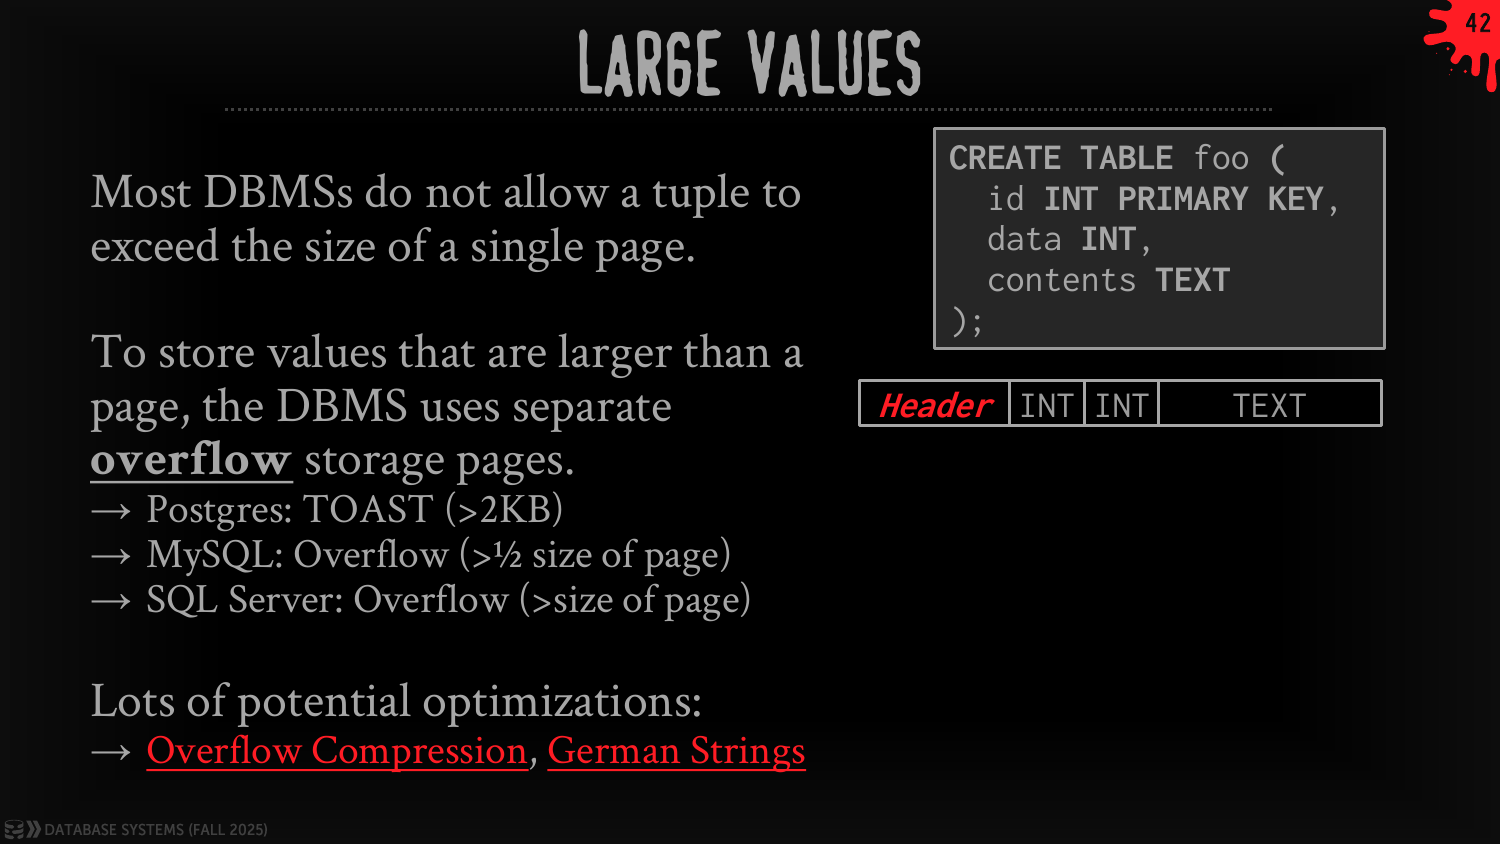 42
LARGE VALUES
Most DBMSs do not allow a tuple to
exceed the size of a single page.
To store values that are larger than a
page, the DBMS uses separate
overflow storage pages.
→ Postgres: TOAST (>2KB)
→ MySQL: Overflow (>½ size of page)
→ SQL Server: Overflow (>size of page)
Lots of potential optimizations:
→ Overflow Compression, German Strings
CREATE TABLE foo (
  id INT PRIMARY KEY,
  data INT,
  contents TEXT
);
Header INT INT TEXT
DATABASE SYSTEMS (FALL 2025)